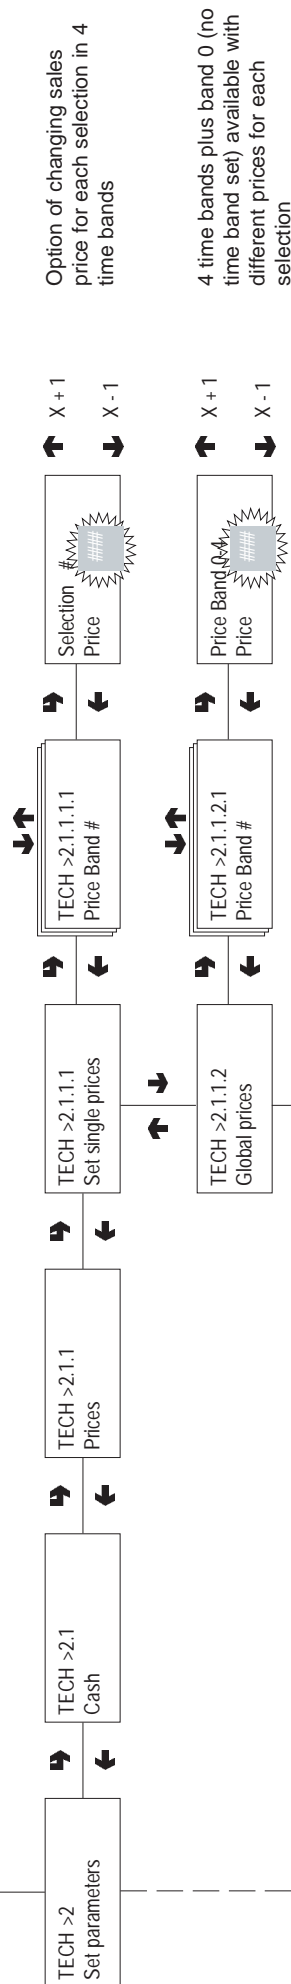 TECH >2
Set parameters
TECH >2.1
Cash
TECH >2.1.1
Prices
TECH >2.1.1.1
Set single prices
TECH >2.1.1.1.1
Price Band #
Selection #
Price ###
X + 1
X - 1
Option of changing sales
price for each selection in 4
time bands
TECH >2.1.1.2
Global prices
TECH >2.1.1.2.1
Price Band #
Price Band 0-4
Price ###
X + 1
X - 1
4 time bands plus band 0 (no
time band set) available with
different prices for each
selection